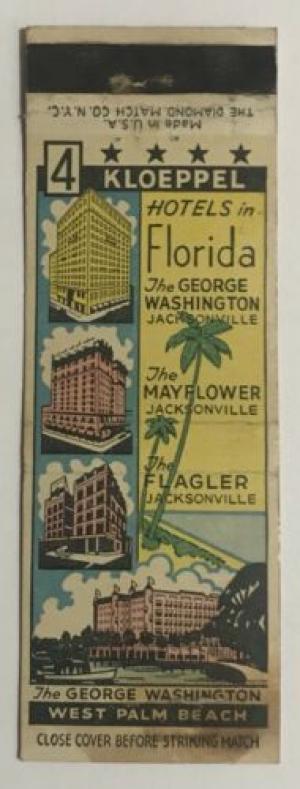 THE DIAMOND MATCH CO. N.Y.C.
Made in U.S.A.
4 KLOEPPEL
HOTELS in
Florida
The GEORGE
WASHINGTON
JACKSONVILLE
The
MAYFLOWER
JACKSONVILLE
The
FLAGLER
JACKSONVILLE
The GEORGE WASHINGTON
WEST PALM BEACH
CLOSE COVER BEFORE STRIKING MATCH